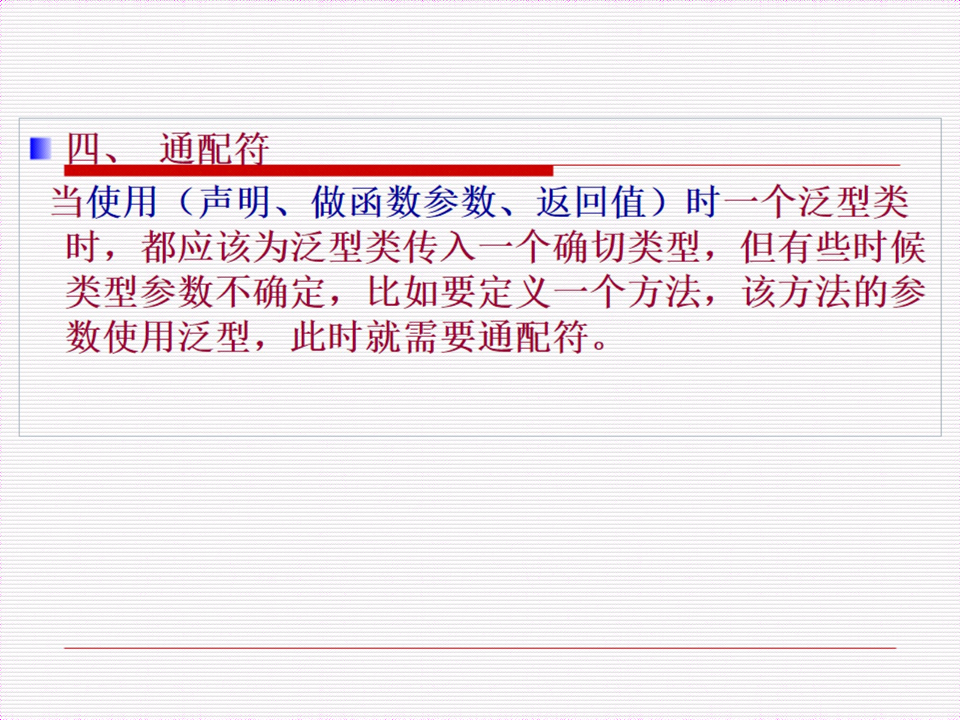 四、 通配符
当使用（声明、做函数参数、返回值）时一个泛型类
时，都应该为泛型类传入一个确切类型，但有些时候
类型参数不确定，比如要定义一个方法，该方法的参
数使用泛型，此时就需要通配符。